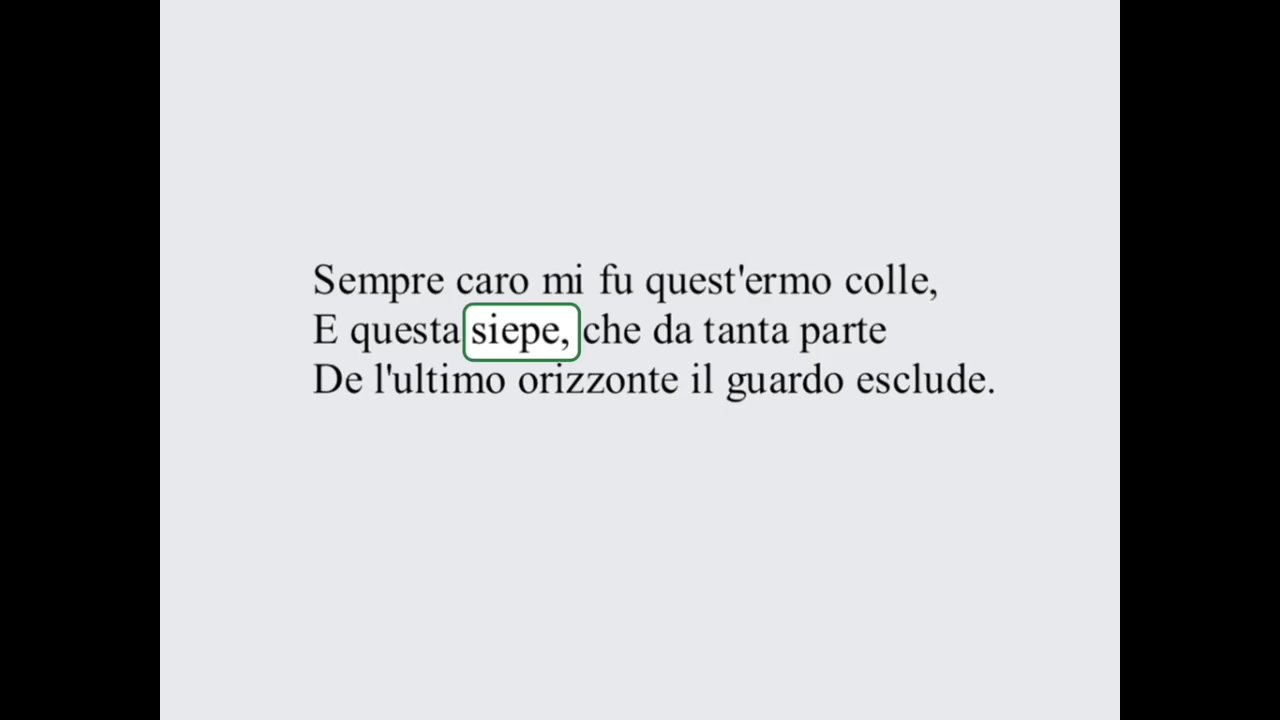 Sempre caro mi fu quest'ermo colle,
E questa siepe, che da tanta parte
De l'ultimo orizzonte il guardo esclude.